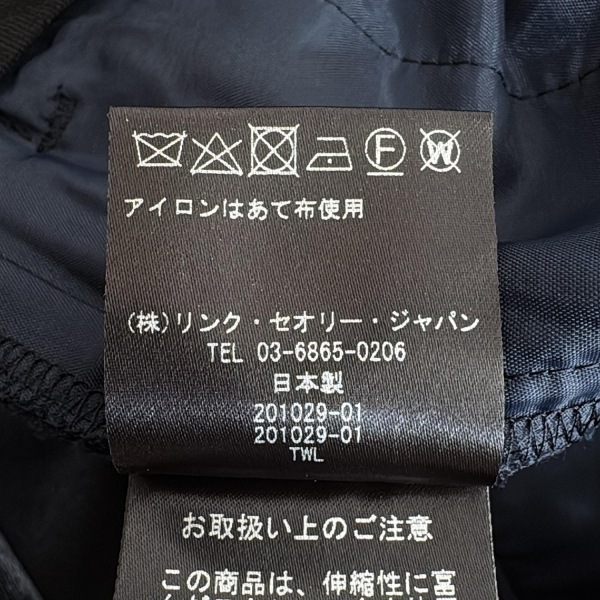 F
W
アイロンはあて布使用
(株)リンク・セオリー・ジャパン
TEL 03-6865-0206
日本製
201029-01
201029-01
TWL
お取扱い上のご注意
この商品は、伸縮性に富